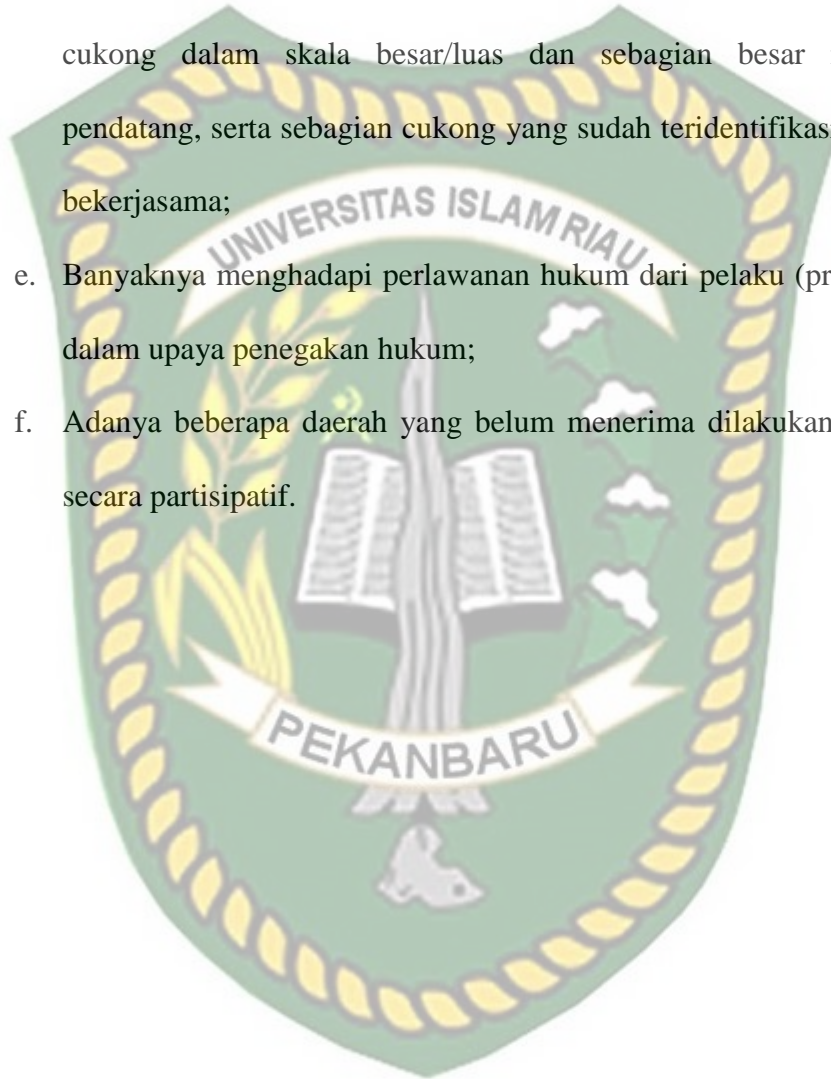 cukong dalam skala besar/luas dan sebagian besar
pendatang, serta sebagian cukong yang sudah teridentifikasi
bekerjasama;
UNIVERSITAS ISLAM RIAU
e. Banyaknya menghadapi perlawanan hukum dari pelaku (pr
dalam upaya penegakan hukum;
f. Adanya beberapa daerah yang belum menerima dilakukan
secara partisipatif.
PEKANBARU